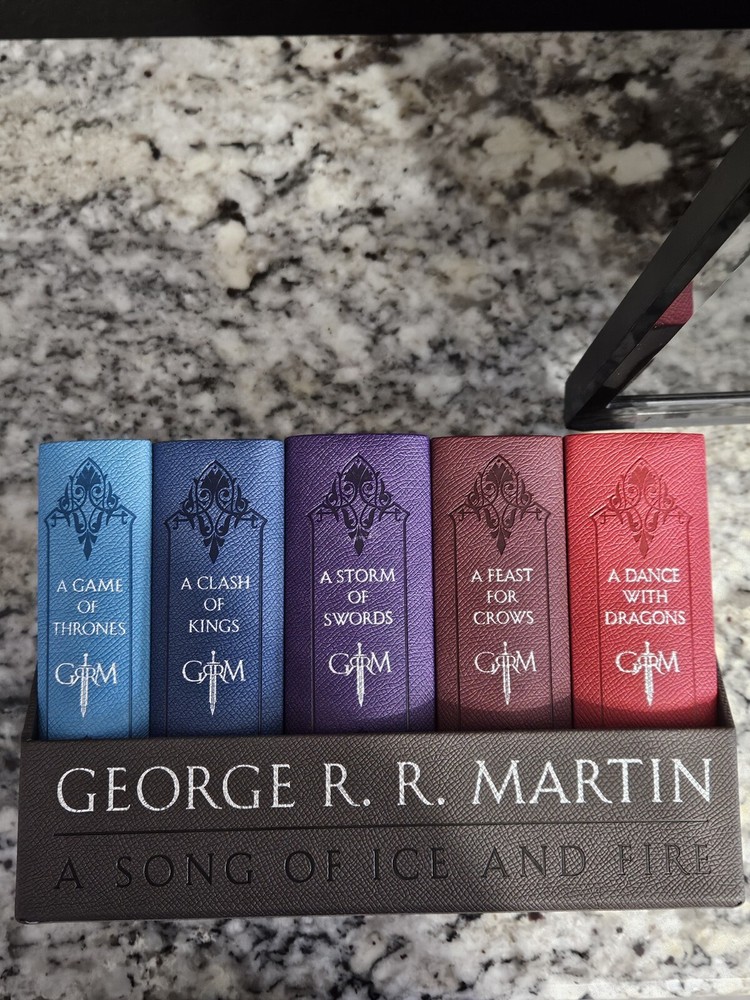 A GAME
OF
THRONES
GRRM
A CLASH
OF
KINGS
GRRM
A STORM
OF
SWORDS
GRRM
A FEAST
FOR
CROWS
GRRM
A DANCE
WITH
DRAGONS
GRRM
GEORGE R. R. MARTIN
A SONG OF ICE AND FIRE